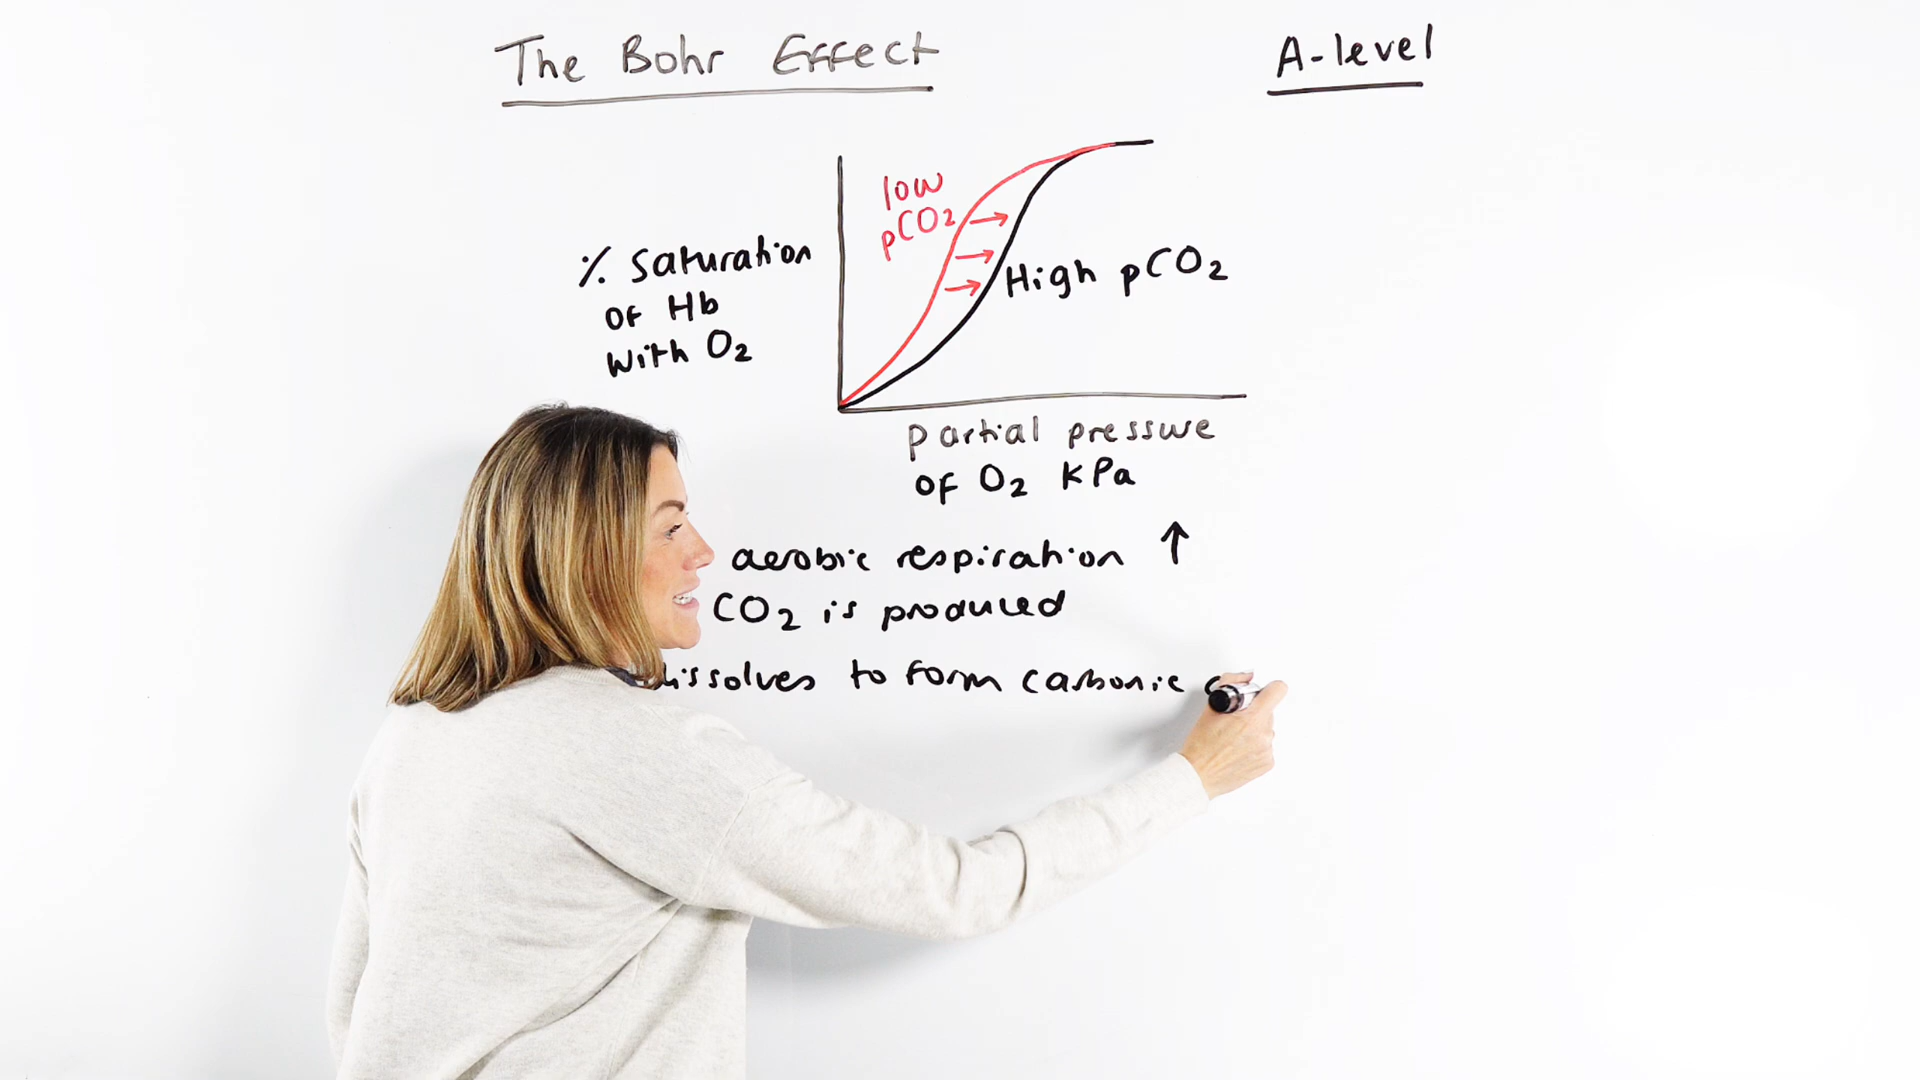 The Bohr Effect
A-level
low
pCO2
High pCO2
% Saturation
of Hb
with O2
partial pressure
of O2 kPa
aerobic respiration ↑
CO2 is produced
to form carbonic